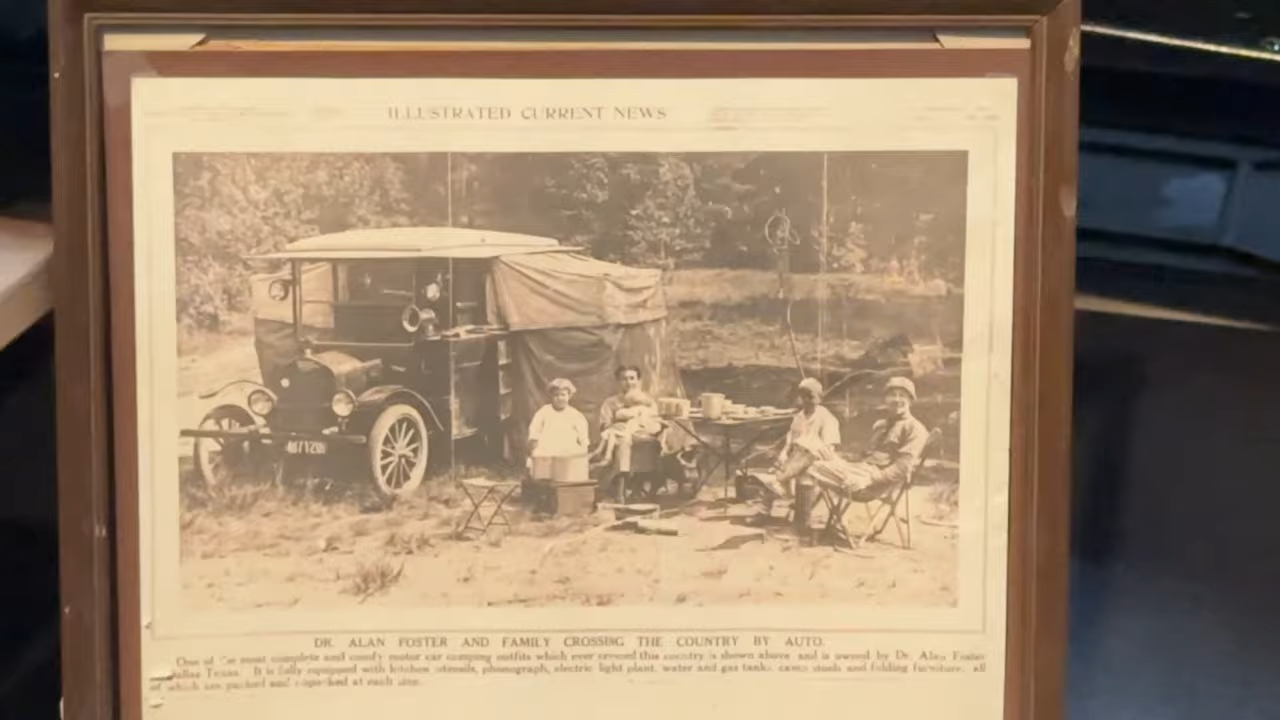 ILLUSTRATED CURRENT NEWS
DR. ALAN FOSTER AND FAMILY CROSSING THE COUNTRY BY AUTO.
One of the most complete and comfy motor car camping outfits which ever crossed this country is shown above and is owned by Dr. Alan Foster
Dallas Texas. It is fully equipped with kitchen utensils, phonograph, electric light plant, water and gas tanks, camp stools and folding furniture, all
of which are packed and unpacked at each stop.